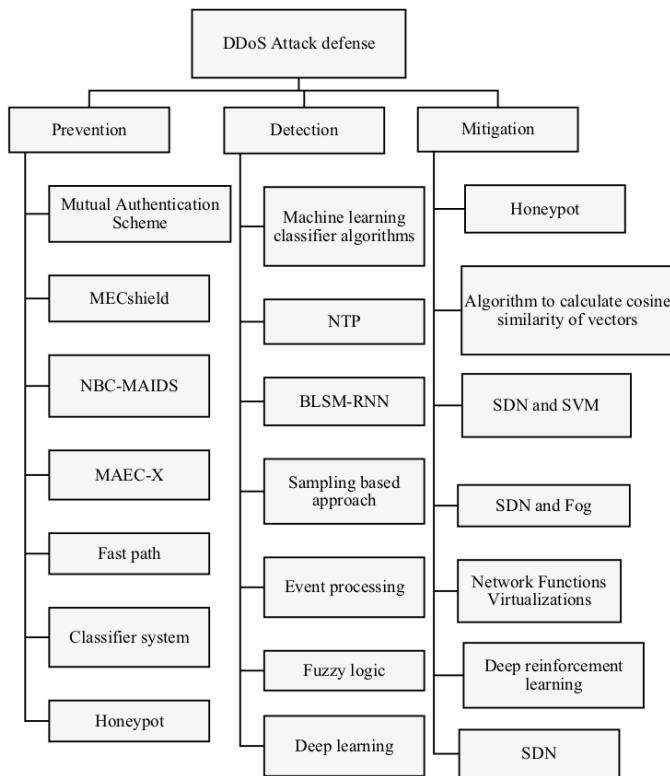 DDoS Attack defense
Prevention
Detection
Mitigation
Mutual Authentication
Scheme
MECshield
NBC-MAIDS
MAEC-X
Fast path
Classifier system
Honeypot
Machine learning
classifier algorithms
NTP
BLSM-RNN
Sampling based
approach
Event processing
Fuzzy logic
Deep learning
Honeypot
Algorithm to calculate cosine
similarity of vectors
SDN and SVM
SDN and Fog
Network Functions
Virtualizations
Deep reinforcement
learning
SDN